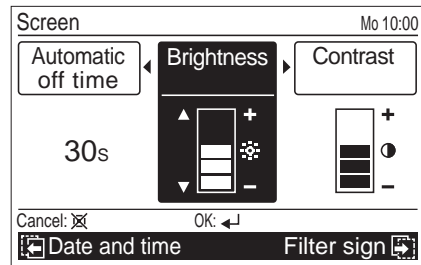 Screen Mo 10:00
Automatic off time
Brightness
Contrast
+ +
30s
- -
Cancel: OK:
Date and time Filter sign